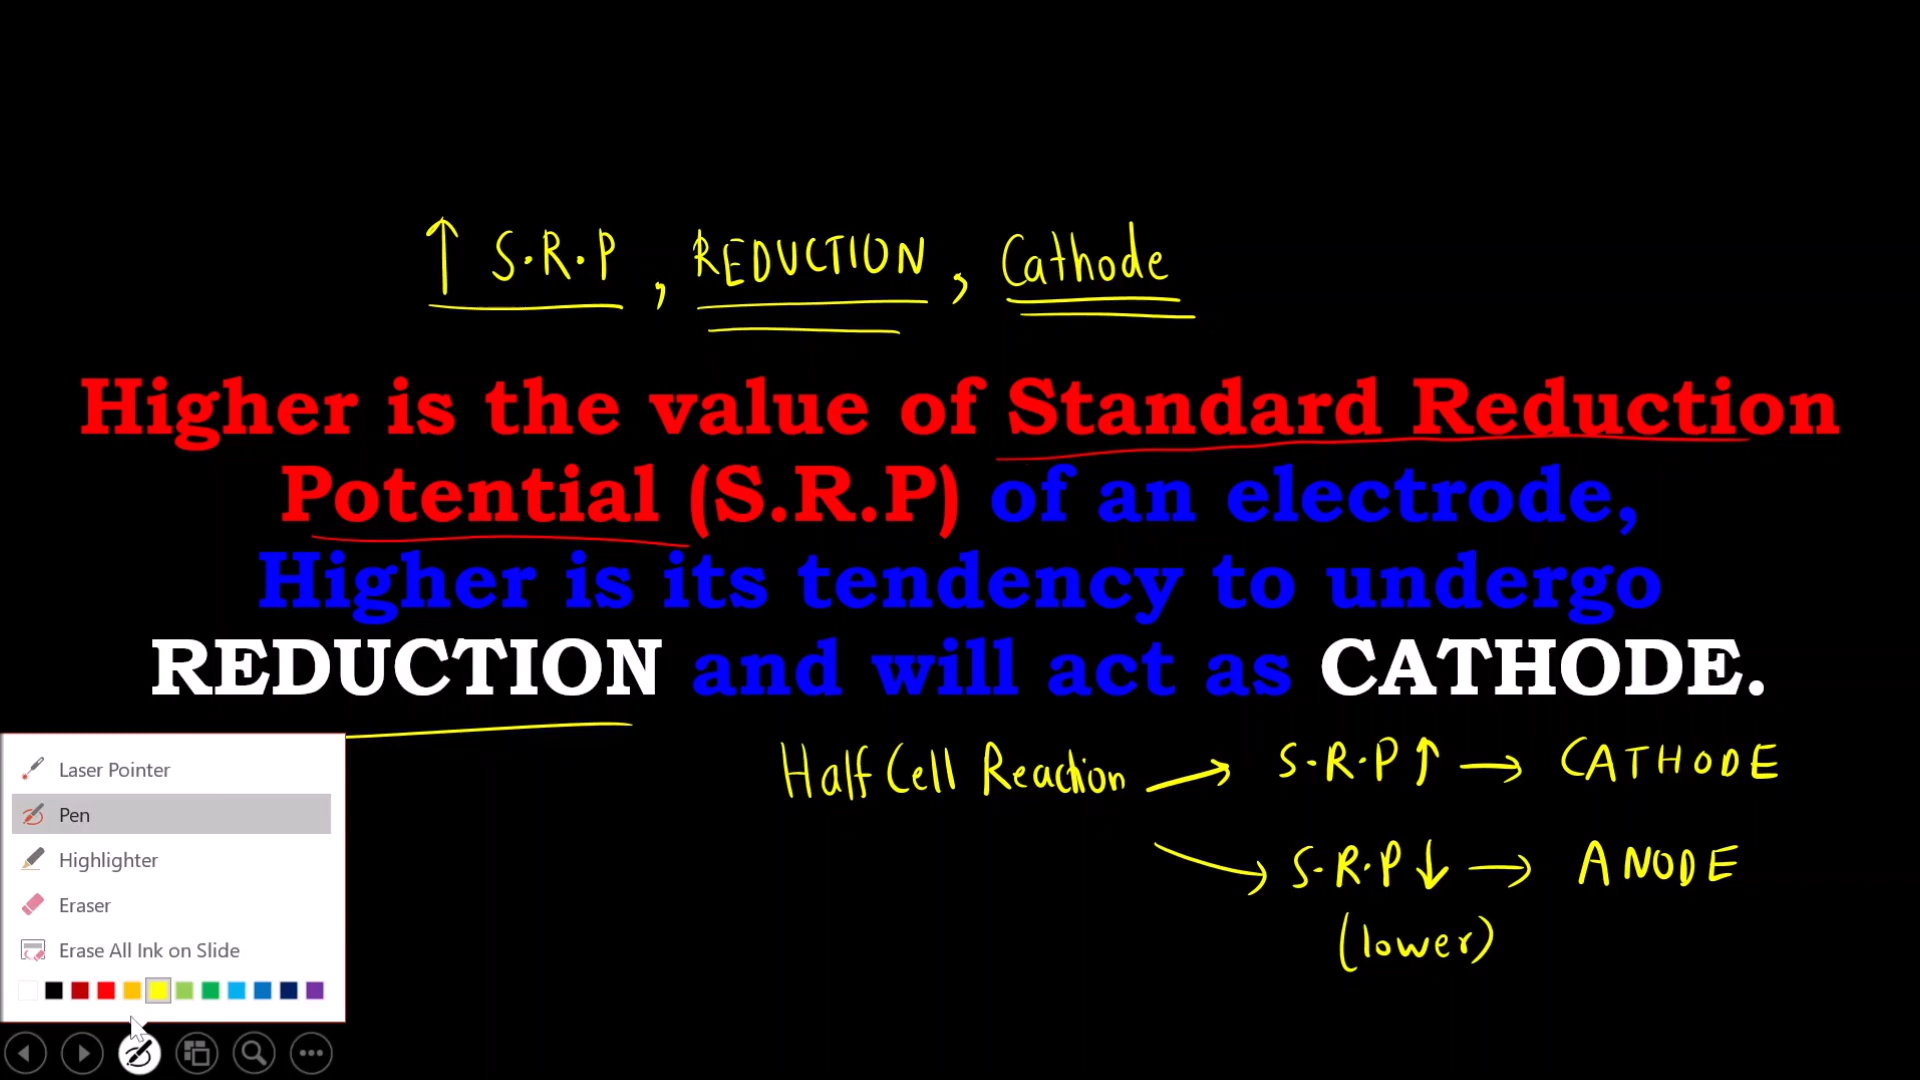 ↑ S.R.P , REDUCTION , Cathode
Higher is the value of Standard Reduction
Potential (S.R.P) of an electrode,
Higher is its tendency to undergo
REDUCTION and will act as CATHODE.
Half Cell Reaction → S.R.P ↑ → CATHODE
→ S.R.P ↓ → ANODE
(lower)
Laser Pointer
Pen
Highlighter
Eraser
Erase All Ink on Slide